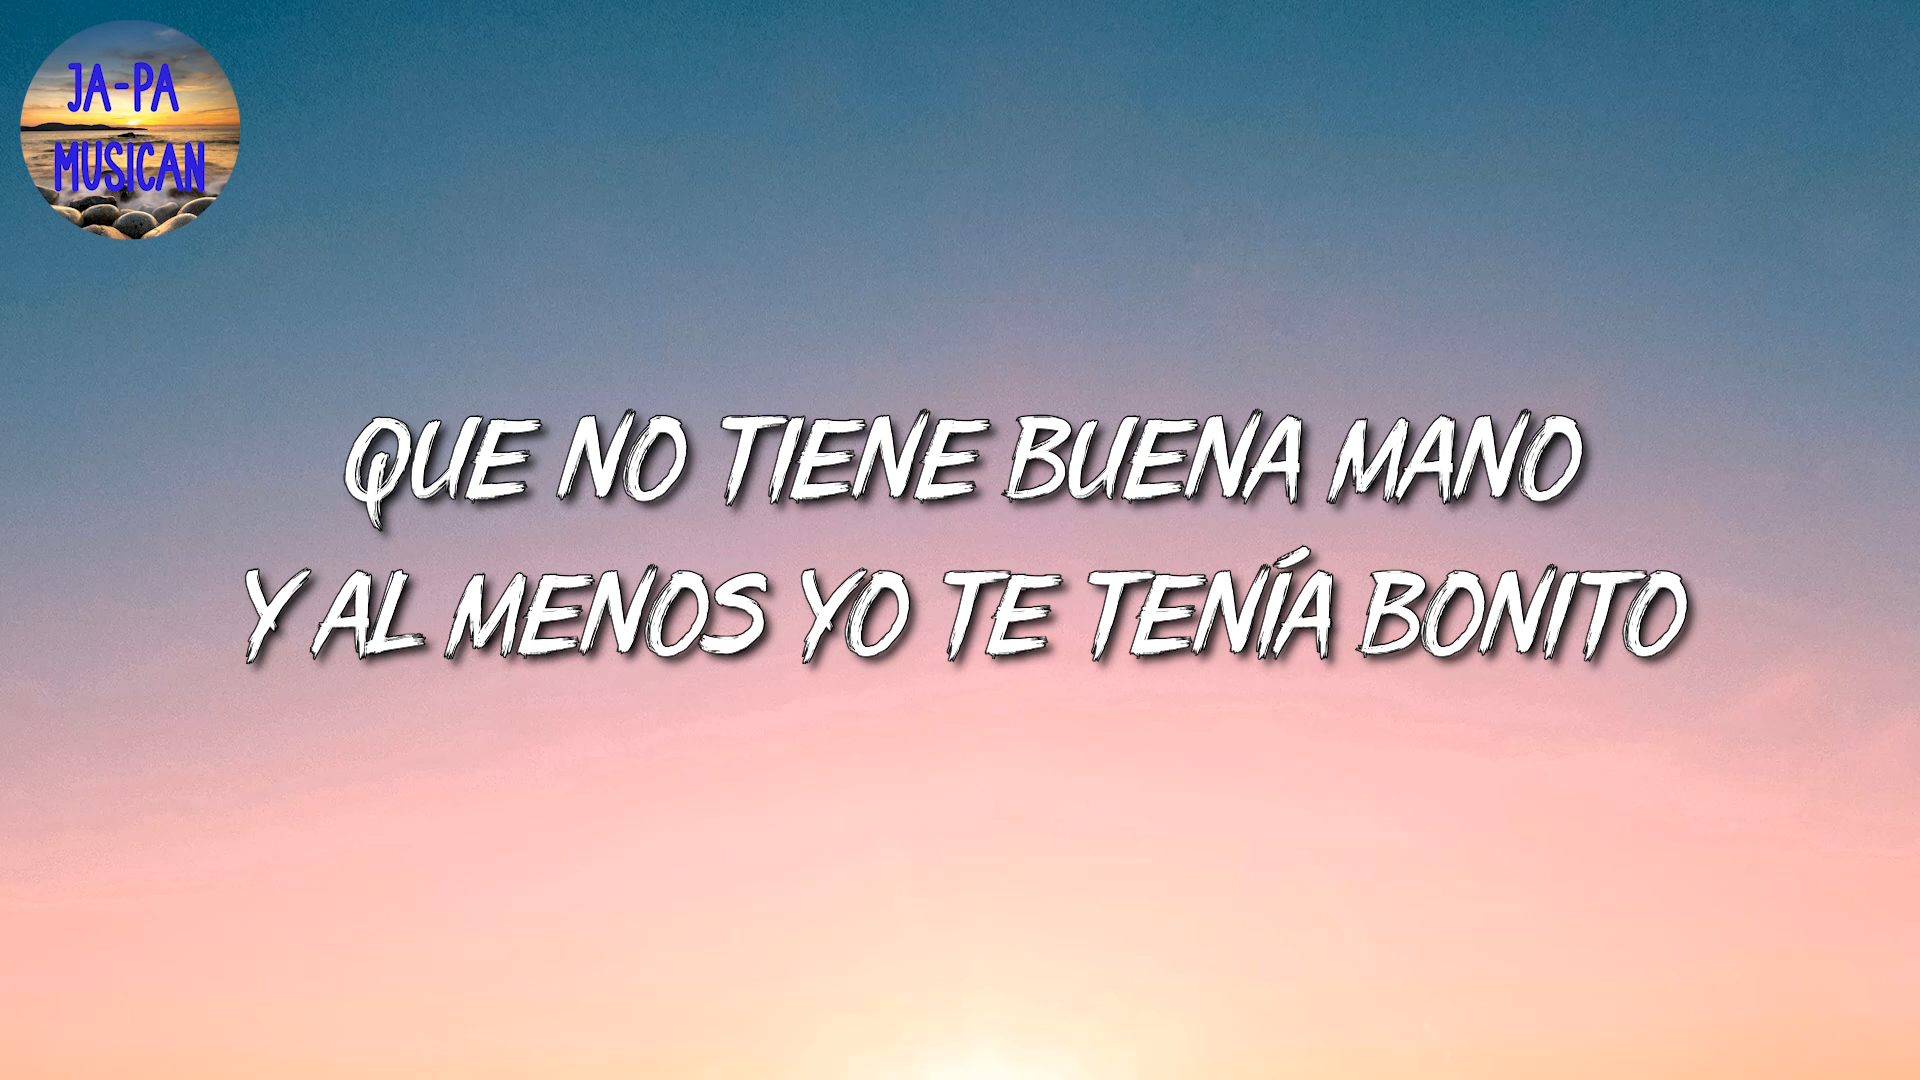 JA-PA
MUSICAN
QUE NO TIENE BUENA MANO
Y AL MENOS YO TE TENÍA BONITO